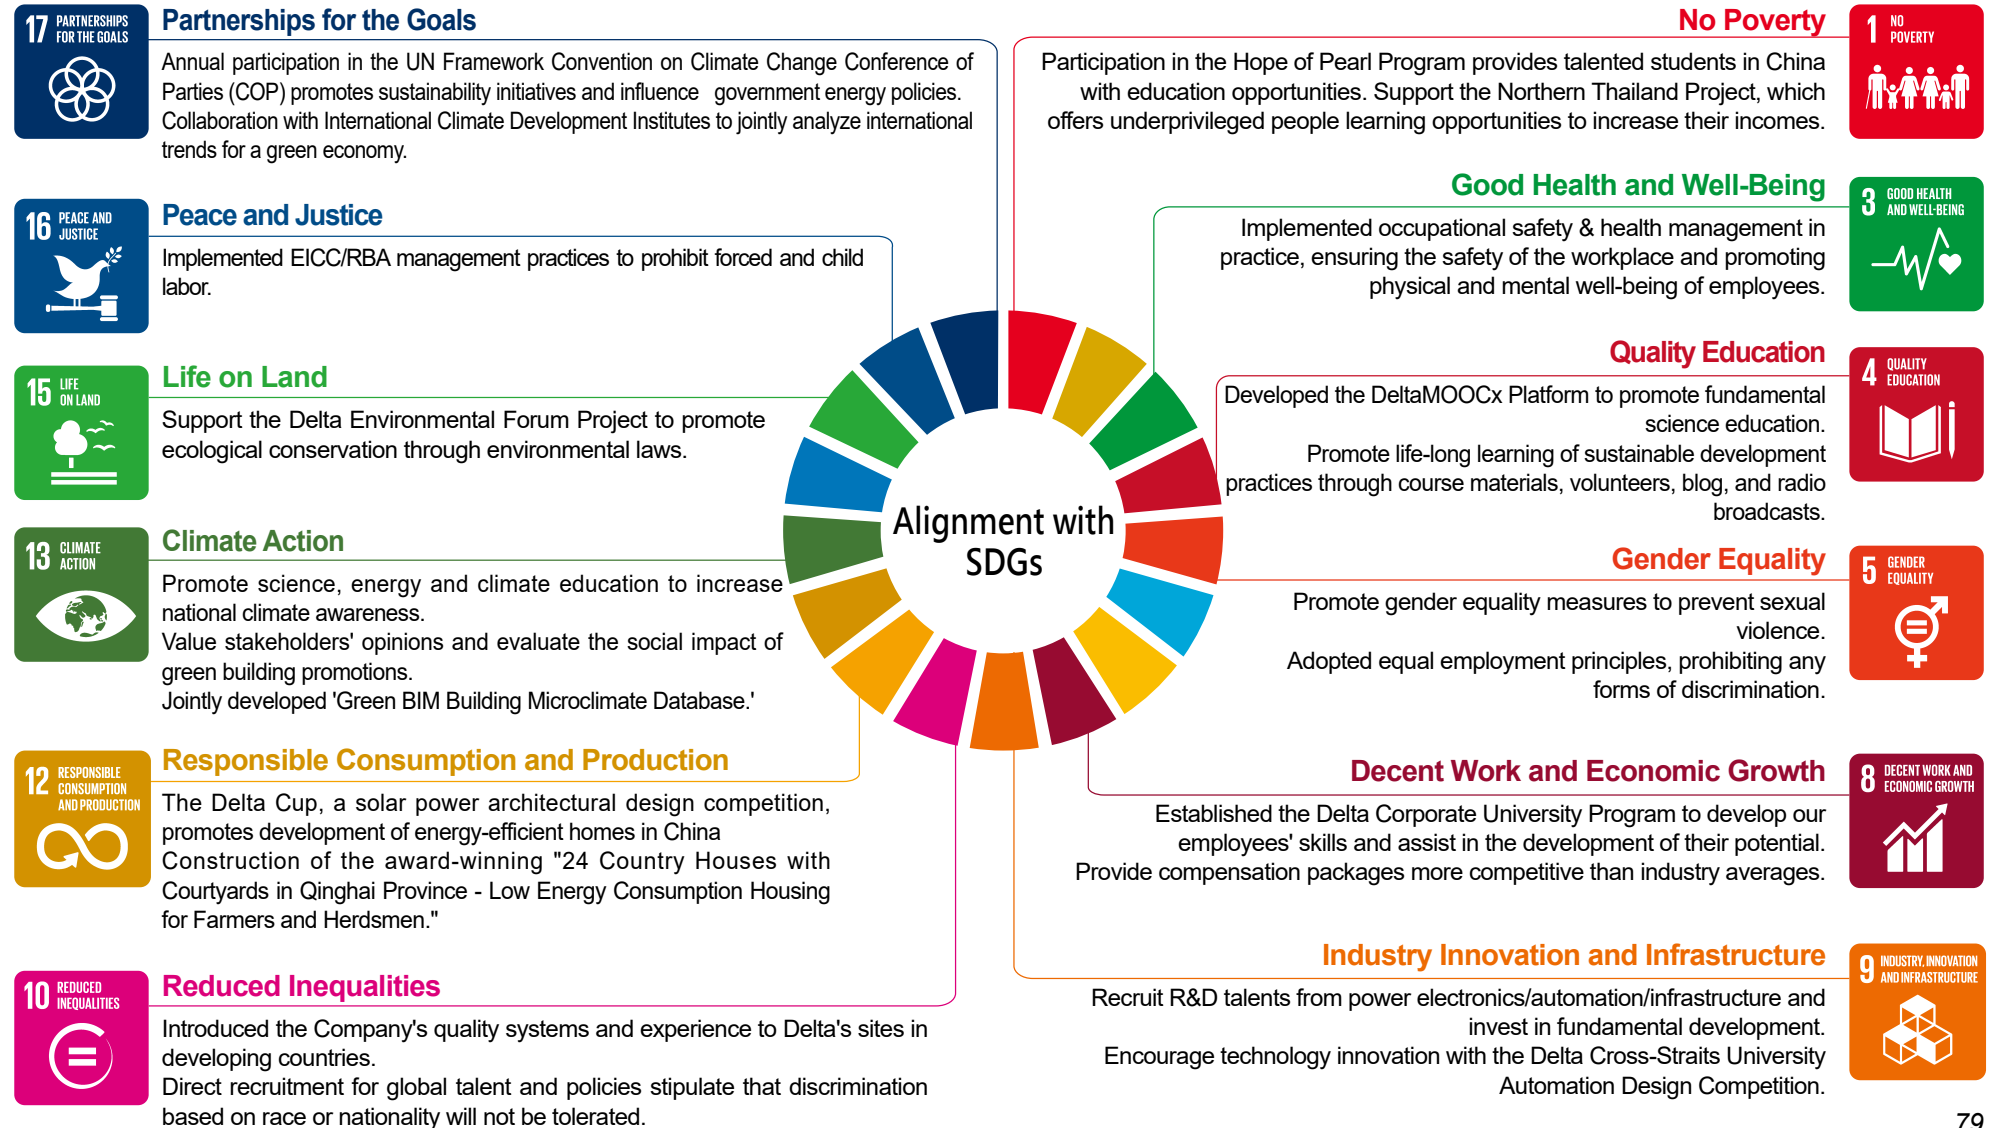 17 PARTNERSHIPS
FOR THE GOALS
Partnerships for the Goals
Annual participation in the UN Framework Convention on Climate Change Conference of
Parties (COP) promotes sustainability initiatives and influence government energy policies.
Collaboration with International Climate Development Institutes to jointly analyze international
trends for a green economy.
16 PEACE AND
JUSTICE
Peace and Justice
Implemented EICC/RBA management practices to prohibit forced and child
labor.
15 LIFE
ON LAND
Life on Land
Support the Delta Environmental Forum Project to promote
ecological conservation through environmental laws.
13 CLIMATE
ACTION
Climate Action
Promote science, energy and climate education to increase
national climate awareness.
Value stakeholders' opinions and evaluate the social impact of
green building promotions.
Jointly developed 'Green BIM Building Microclimate Database.'
12 RESPONSIBLE
CONSUMPTION
AND PRODUCTION
Responsible Consumption and Production
The Delta Cup, a solar power architectural design competition,
promotes development of energy-efficient homes in China
Construction of the award-winning "24 Country Houses with
Courtyards in Qinghai Province - Low Energy Consumption Housing
for Farmers and Herdsmen."
10 REDUCED
INEQUALITIES
Reduced Inequalities
Introduced the Company's quality systems and experience to Delta's sites in
developing countries.
Direct recruitment for global talent and policies stipulate that discrimination
based on race or nationality will not be tolerated.
Alignment with
SDGs
No Poverty
1 NO
POVERTY
Participation in the Hope of Pearl Program provides talented students in China
with education opportunities. Support the Northern Thailand Project, which
offers underprivileged people learning opportunities to increase their incomes.
Good Health and Well-Being
3 GOOD HEALTH
AND WELL-BEING
Implemented occupational safety & health management in
practice, ensuring the safety of the workplace and promoting
physical and mental well-being of employees.
Quality Education
4 QUALITY
EDUCATION
Developed the DeltaMOOCx Platform to promote fundamental
science education.
Promote life-long learning of sustainable development
practices through course materials, volunteers, blog, and radio
broadcasts.
Gender Equality
5 GENDER
EQUALITY
Promote gender equality measures to prevent sexual
violence.
Adopted equal employment principles, prohibiting any
forms of discrimination.
Decent Work and Economic Growth
8 DECENT WORK AND
ECONOMIC GROWTH
Established the Delta Corporate University Program to develop our
employees' skills and assist in the development of their potential.
Provide compensation packages more competitive than industry averages.
Industry Innovation and Infrastructure
9 INDUSTRY, INNOVATION
AND INFRASTRUCTURE
Recruit R&D talents from power electronics/automation/infrastructure and
invest in fundamental development.
Encourage technology innovation with the Delta Cross-Straits University
Automation Design Competition.
79